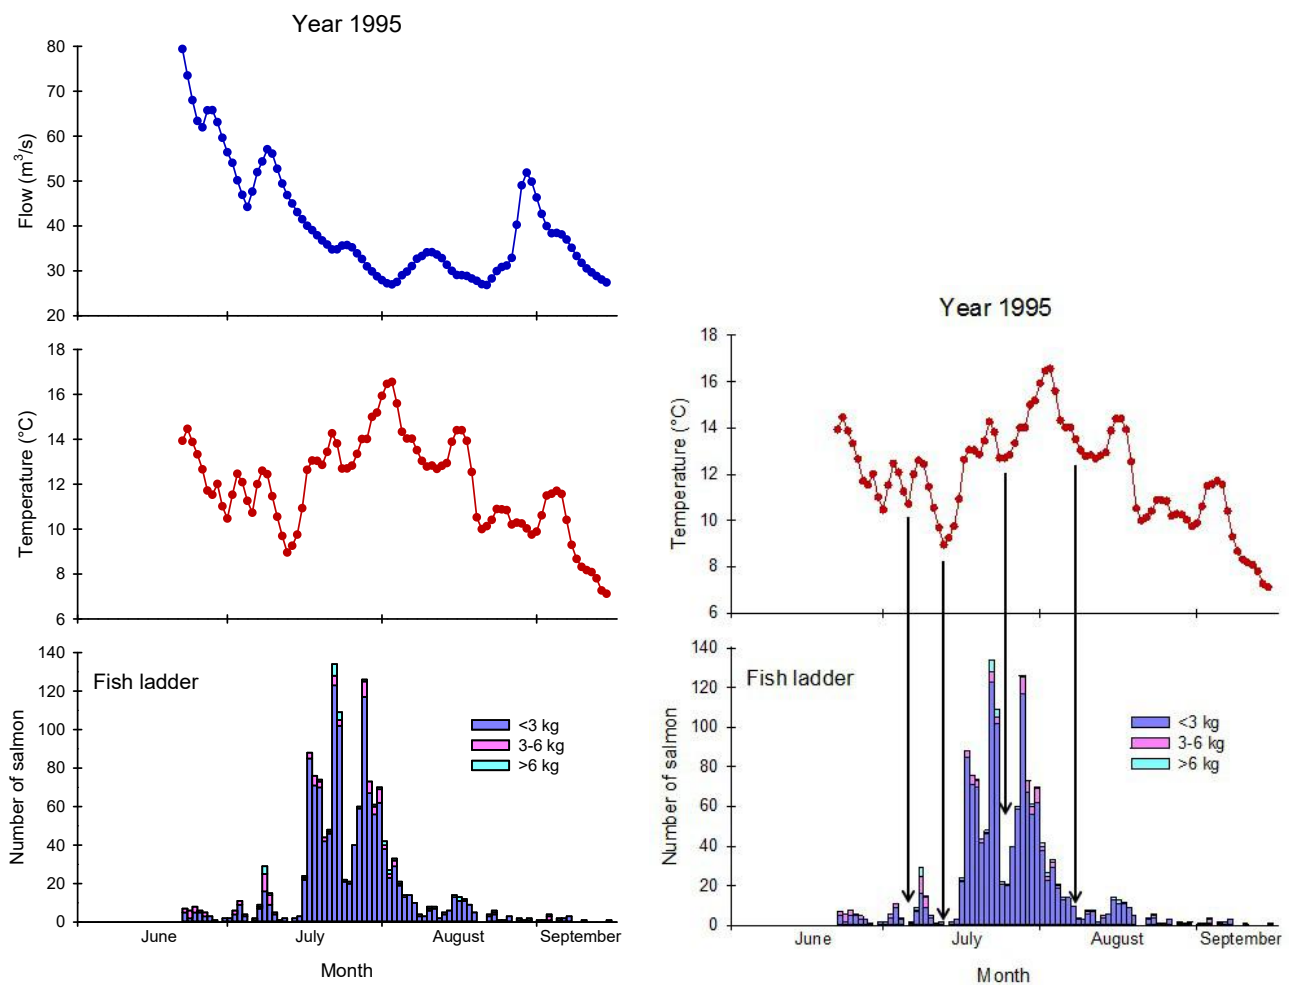 Year 1995
80
70
60
50
40
30
20
Flow (m³/s)
18
16
14
12
10
8
6
Temperature (°C)
140
120
100
80
60
40
20
0
Number of salmon
Fish ladder
<3 kg
3-6 kg
>6 kg
June July August September
Month
Year 1995
18
16
14
12
10
8
6
Temperature (°C)
140
120
100
80
60
40
20
0
Number of salmon
Fish ladder
<3 kg
3-6 kg
>6 kg
June July August September
Month